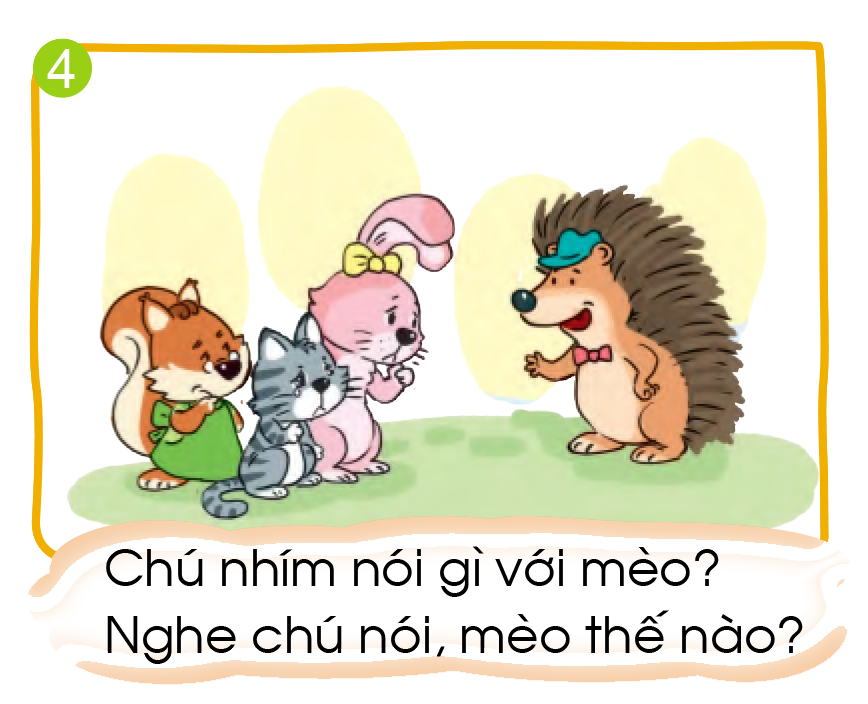 4
Chú nhím nói gì với mèo?
Nghe chú nói, mèo thế nào?